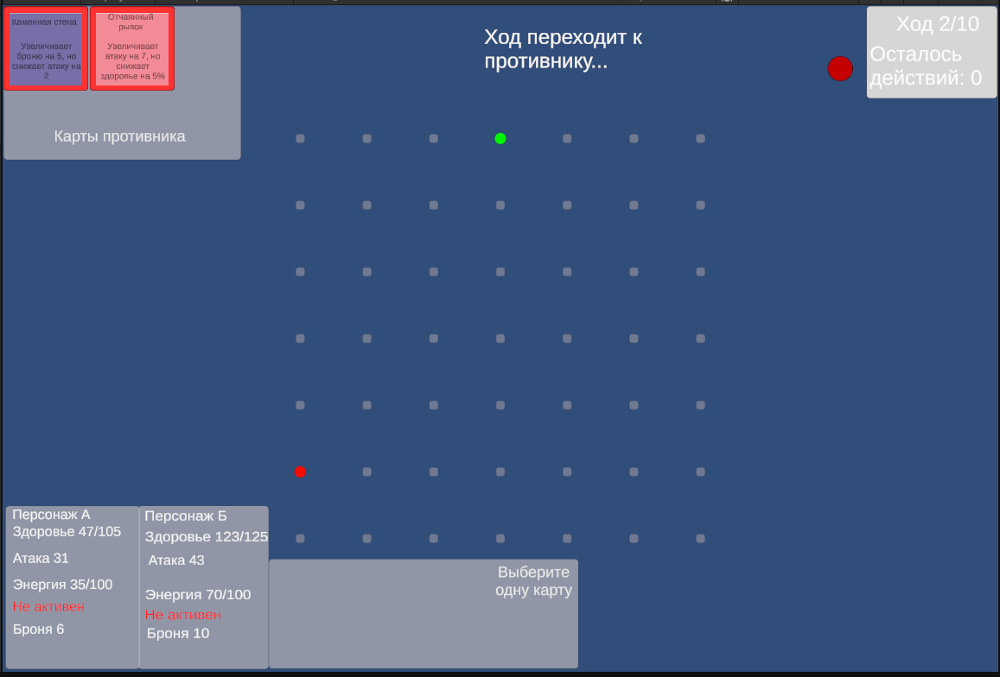 Каменная стена
Увеличивает
броню на 5, но
снижает атаку на
2
Отчаянный
рывок
Увеличивает
атаку на 7, но
снижает
здоровье на 5%
Карты противника
Ход переходит к
противнику...
Ход 2/10
Осталось
действий: 0
Персонаж А
Здоровье 47/105
Атака 31
Энергия 35/100
Не активен
Броня 6
Персонаж Б
Здоровье 123/125
Атака 43
Энергия 70/100
Не активен
Броня 10
Выберите
одну карту